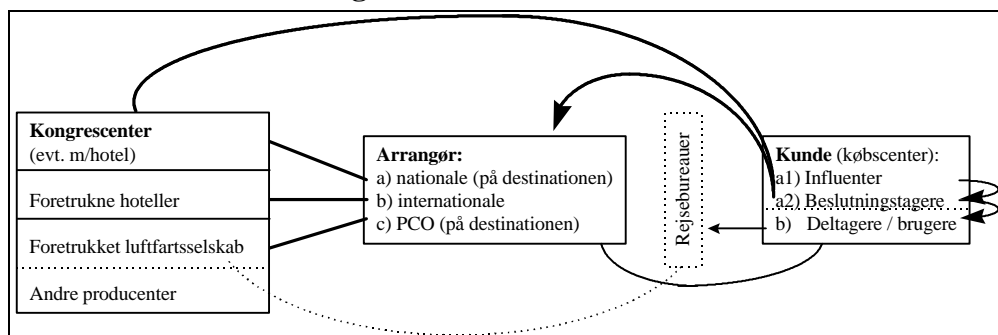 Kongrescenter
(evt. m/hotel)
Foretrukne hoteller
Foretrukket luftfartsselskab
Andre producenter
Arrangør:
a) nationale (på destinationen)
b) internationale
c) PCO (på destinationen)
Rejsebureauer
Kunde (købscenter):
a1) Influenter
a2) Beslutningstagere
b) Deltagere / brugere